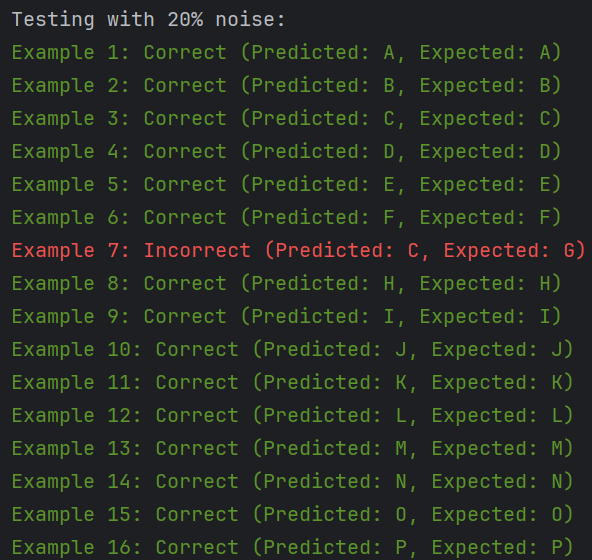 Testing with 20% noise:
Example 1: Correct (Predicted: A, Expected: A)
Example 2: Correct (Predicted: B, Expected: B)
Example 3: Correct (Predicted: C, Expected: C)
Example 4: Correct (Predicted: D, Expected: D)
Example 5: Correct (Predicted: E, Expected: E)
Example 6: Correct (Predicted: F, Expected: F)
Example 7: Incorrect (Predicted: C, Expected: G)
Example 8: Correct (Predicted: H, Expected: H)
Example 9: Correct (Predicted: I, Expected: I)
Example 10: Correct (Predicted: J, Expected: J)
Example 11: Correct (Predicted: K, Expected: K)
Example 12: Correct (Predicted: L, Expected: L)
Example 13: Correct (Predicted: M, Expected: M)
Example 14: Correct (Predicted: N, Expected: N)
Example 15: Correct (Predicted: O, Expected: O)
Example 16: Correct (Predicted: P, Expected: P)